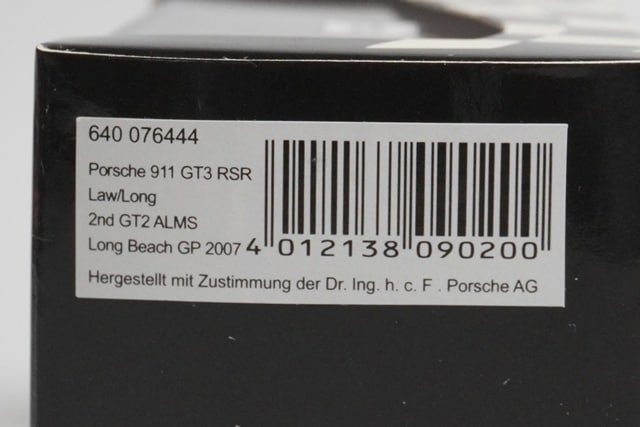 640 076444
Porsche 911 GT3 RSR
Law/Long
2nd GT2 ALMS
Long Beach GP 2007
4 012138 090200
Hergestellt mit Zustimmung der Dr. Ing. h. c. F . Porsche AG